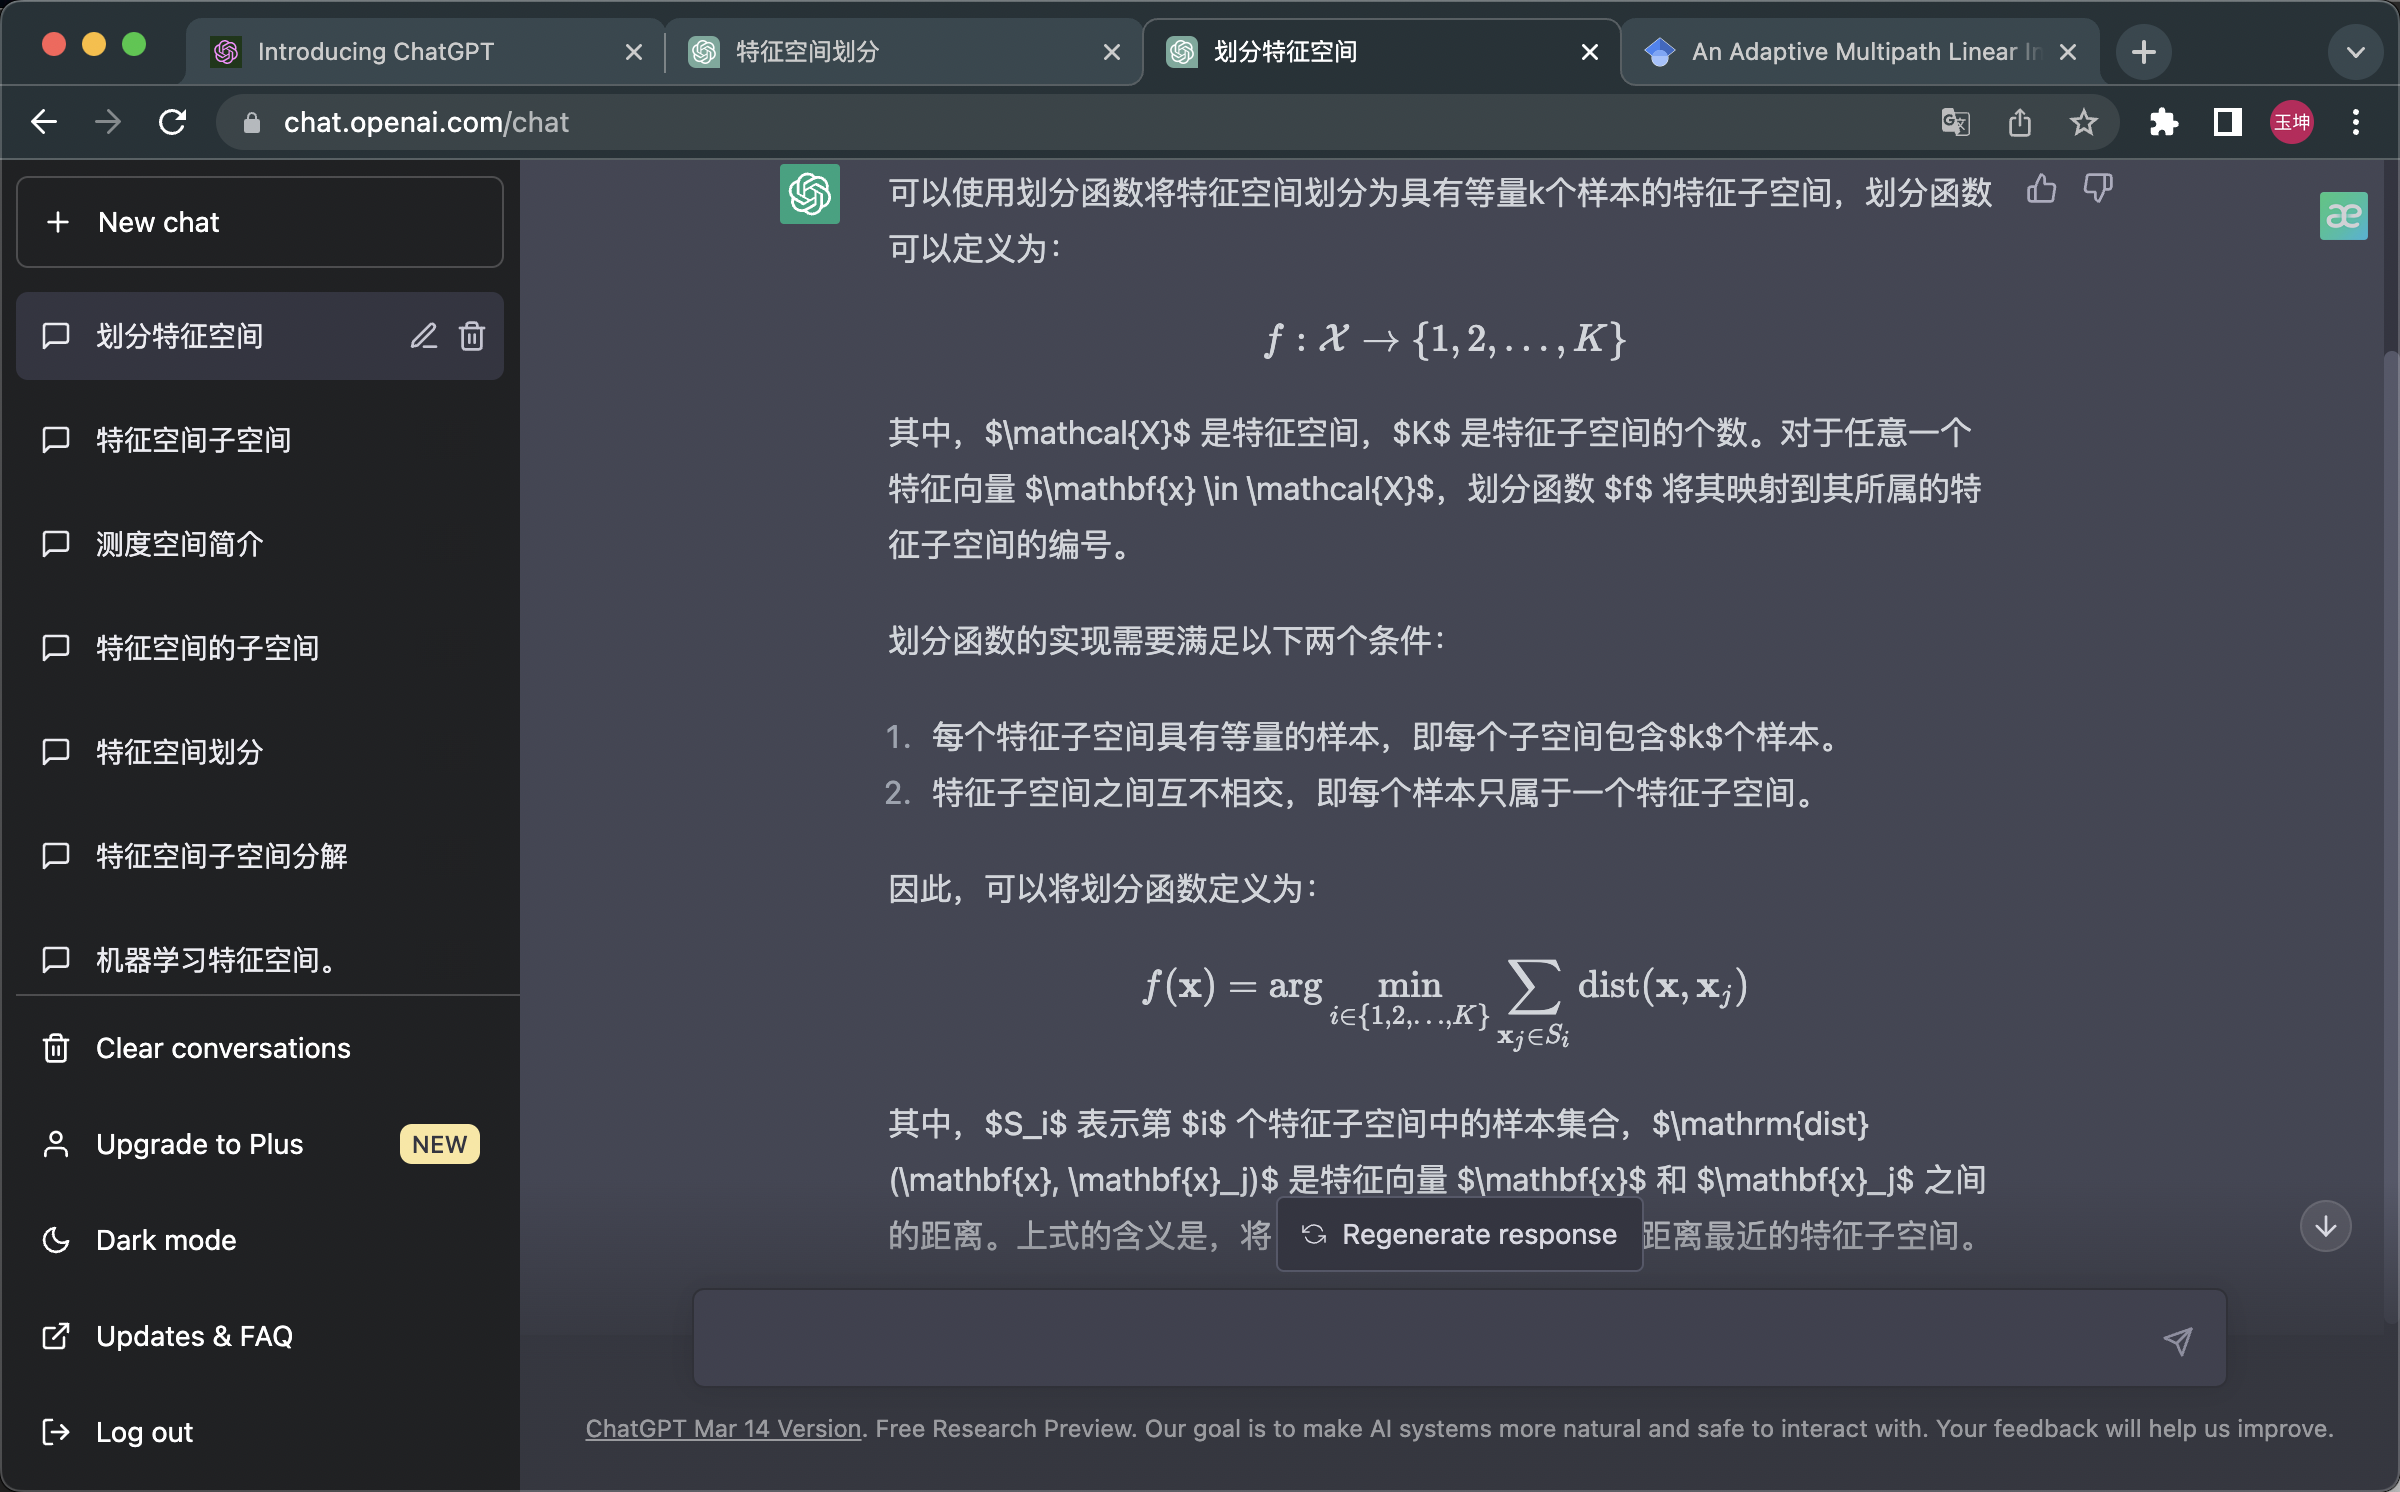 Introducing ChatGPT
特征空间划分
划分特征空间
An Adaptive Multipath Linear In
chat.openai.com/chat
玉坤
New chat
划分特征空间
特征空间子空间
测度空间简介
特征空间的子空间
特征空间划分
特征空间子空间分解
机器学习特征空间。
Clear conversations
Upgrade to Plus NEW
Dark mode
Updates & FAQ
Log out
可以使用划分函数将特征空间划分为具有等量k个样本的特征子空间，划分函数
可以定义为：
f : 𝒳 → {1, 2, . . . , K}
其中，$\mathcal{X}$ 是特征空间，$K$ 是特征子空间的个数。对于任意一个
特征向量 $\mathbf{x} \in \mathcal{X}$，划分函数 $f$ 将其映射到其所属的特
征子空间的编号。
划分函数的实现需要满足以下两个条件：
1. 每个特征子空间具有等量的样本，即每个子空间包含$k$个样本。
2. 特征子空间之间互不相交，即每个样本只属于一个特征子空间。
因此，可以将划分函数定义为：
f(𝐱) = arg min i∈{1,2,...,K} ∑ 𝐱j∈Si dist(𝐱, 𝐱j)
其中，$S_i$ 表示第 $i$ 个特征子空间中的样本集合，$\mathrm{dist}
(\mathbf{x}, \mathbf{x}_j)$ 是特征向量 $\mathbf{x}$ 和 $\mathbf{x}_j$ 之间
的距离。上式的含义是，将 距离最近的特征子空间。
Regenerate response
ChatGPT Mar 14 Version. Free Research Preview. Our goal is to make AI systems more natural and safe to interact with. Your feedback will help us improve.
æ